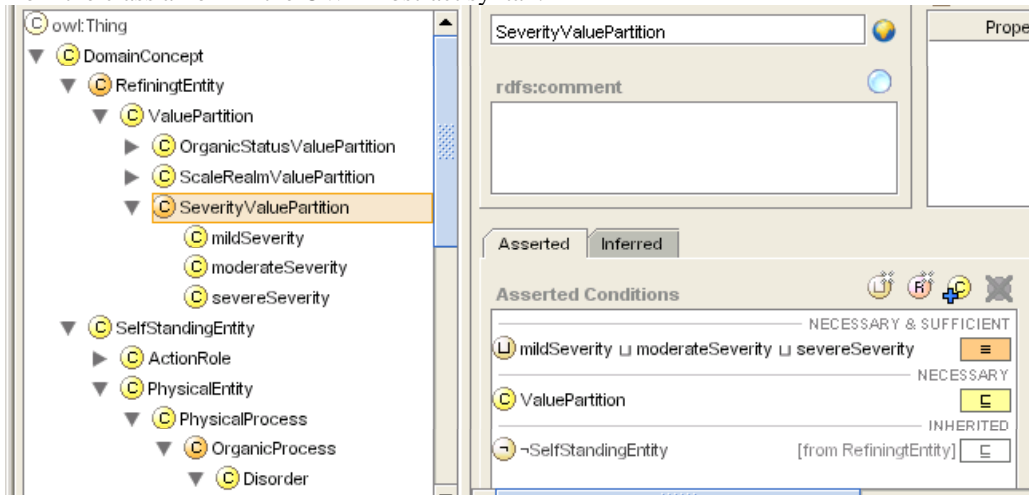 owl:Thing
C DomainConcept
C RefiningtEntity
C ValuePartition
C OrganicStatusValuePartition
C ScaleRealmValuePartition
C SeverityValuePartition
C mildSeverity
C moderateSeverity
C severeSeverity
C SelfStandingEntity
C ActionRole
C PhysicalEntity
C PhysicalProcess
C OrganicProcess
C Disorder
SeverityValuePartition
rdfs:comment
Prope
Asserted
Inferred
Asserted Conditions
NECESSARY & SUFFICIENT
mildSeverity ⊔ moderateSeverity ⊔ severeSeverity ≡
NECESSARY
C ValuePartition ⊑
INHERITED
¬ ¬SelfStandingEntity [from RefiningtEntity] ⊑